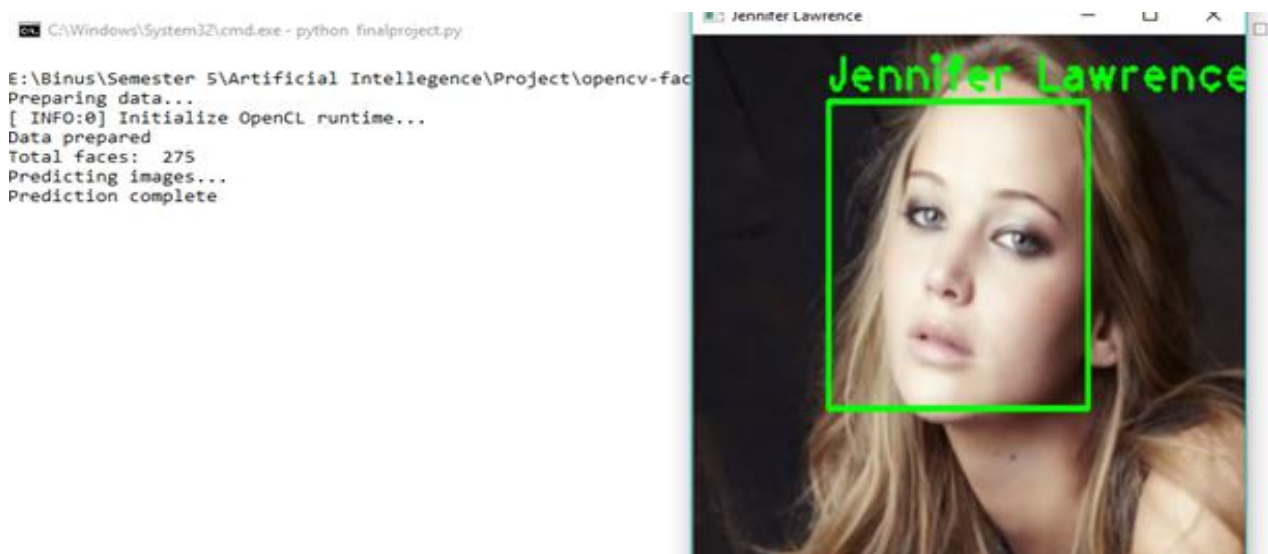 C:\Windows\System32\cmd.exe - python finalproject.py
E:\Binus\Semester 5\Artificial Intellegence\Project\opencv-fac
Preparing data...
[ INFO:0] Initialize OpenCL runtime...
Data prepared
Total faces: 275
Predicting images...
Prediction complete
Jennifer Lawrence
Jennifer Lawrence